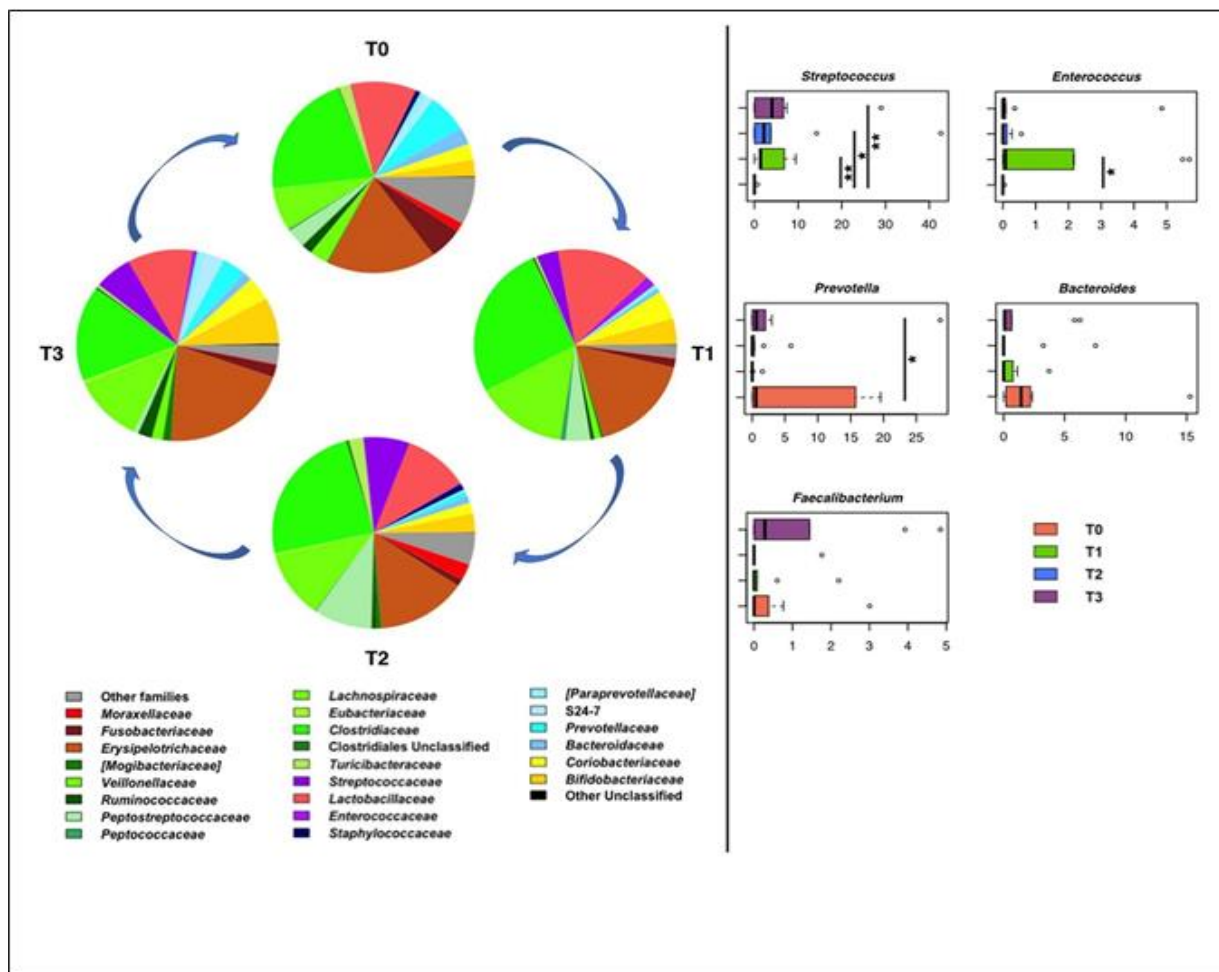 T0
T3
T1
T2
Other families
Moraxellaceae
Fusobacteriaceae
Erysipelotrichaceae
[Mogibacteriaceae]
Veillonellaceae
Ruminococcaceae
Peptostreptococcaceae
Peptococcaceae
Lachnospiraceae
Eubacteriaceae
Clostridiaceae
Clostridiales Unclassified
Turicibacteraceae
Streptococcaceae
Lactobacillaceae
Enterococcaceae
Staphylococcaceae
[Paraprevotellaceae]
S24-7
Prevotellaceae
Bacteroidaceae
Coriobacteriaceae
Bifidobacteriaceae
Other Unclassified
Streptococcus
**
*
**
0 10 20 30 40
Enterococcus
*
0 1 2 3 4 5
Prevotella
*
0 5 10 15 20 25
Bacteroides
0 5 10 15
Faecalibacterium
0 1 2 3 4 5
T0
T1
T2
T3